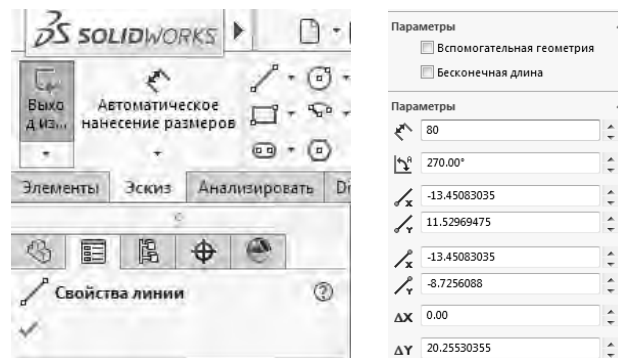 SOLIDWORKS
Выхо
д из...
Автоматическое
нанесение размеров
Элементы Эскиз Анализировать Di
Свойства линии
Параметры
Вспомогательная геометрия
Бесконечная длина
Параметры
80
270.00°
-13.45083035
11.52969475
-13.45083035
-8.7256088
ΔX 0.00
ΔY 20.25530355